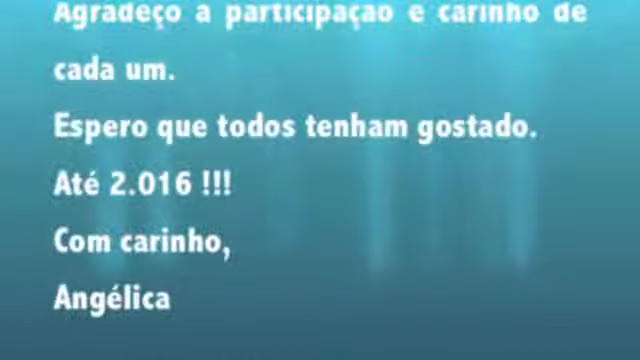 Agradeço a participação e carinho de
cada um.
Espero que todos tenham gostado.
Até 2.016 !!!
Com carinho,
Angélica